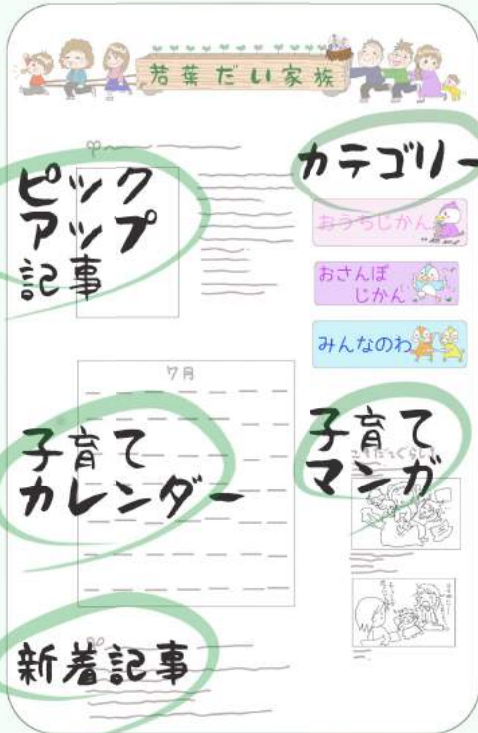 若葉だい家族
ピック
アップ
記事
カテゴリー
おうちじかん
おさんぽ
じかん
みんなのわ
7月
子育て
カレンダー
子育て
マンガ
新着記事